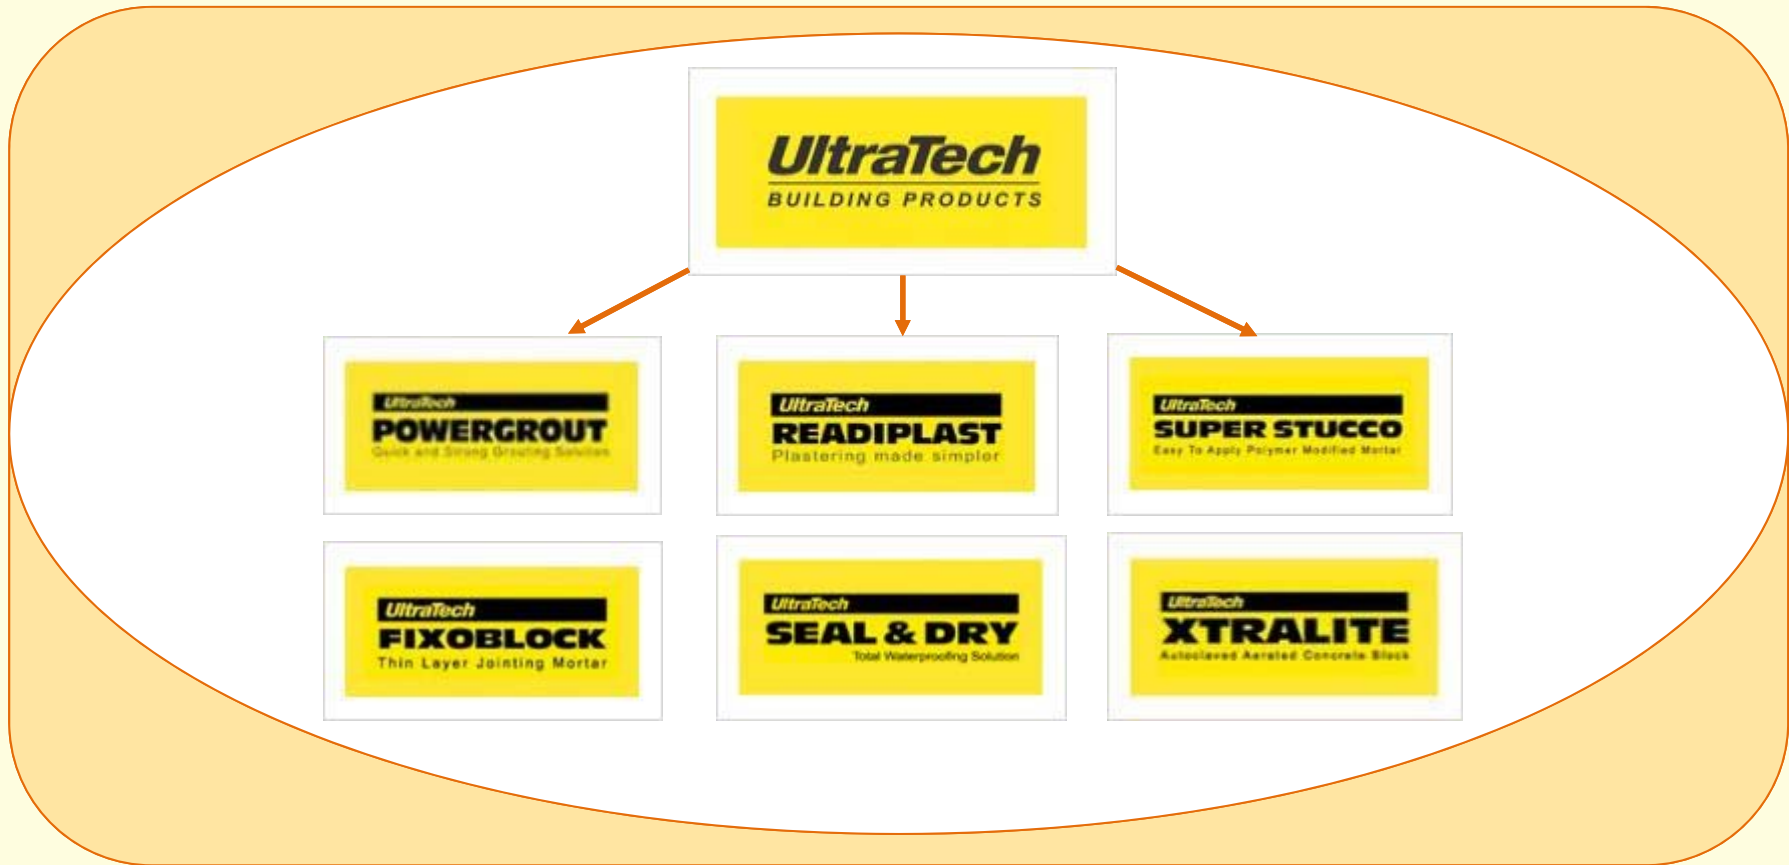 UltraTech
BUILDING PRODUCTS
UltraTech
POWERGROUT
Quick and Strong Grouting Solution
UltraTech
READIPLAST
Plastering made simpler
UltraTech
SUPER STUCCO
Easy To Apply Polymer Modified Mortar
UltraTech
FIXOBLOCK
Thin Layer Jointing Mortar
UltraTech
SEAL & DRY
Total Waterproofing Solution
UltraTech
XTRALITE
Autoclaved Aerated Concrete Block